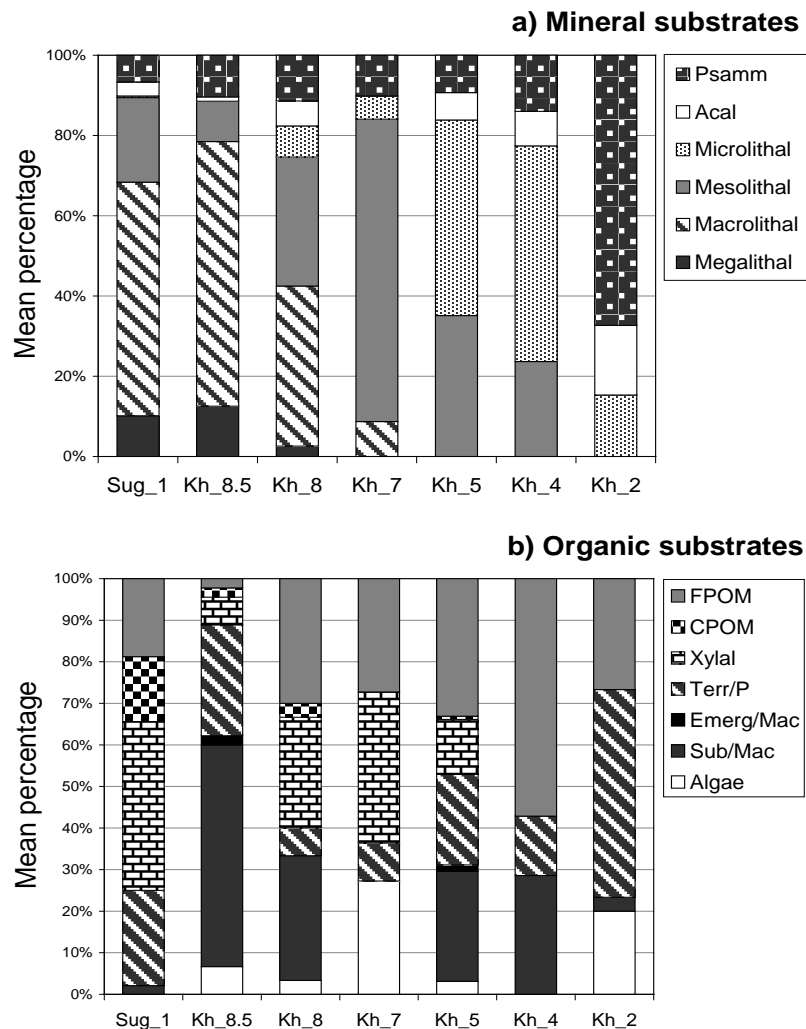 a) Mineral substrates
Mean percentage
100%
80%
60%
40%
20%
0%
Psamm
Acal
Microlithal
Mesolithal
Macrolithal
Megalithal
Sug_1 Kh_8.5 Kh_8 Kh_7 Kh_5 Kh_4 Kh_2
b) Organic substrates
Mean percentage
100%
90%
80%
70%
60%
50%
40%
30%
20%
10%
0%
FPOM
CPOM
Xylal
Terr/P
Emerg/Mac
Sub/Mac
Algae
Sug_1 Kh_8.5 Kh_8 Kh_7 Kh_5 Kh_4 Kh_2